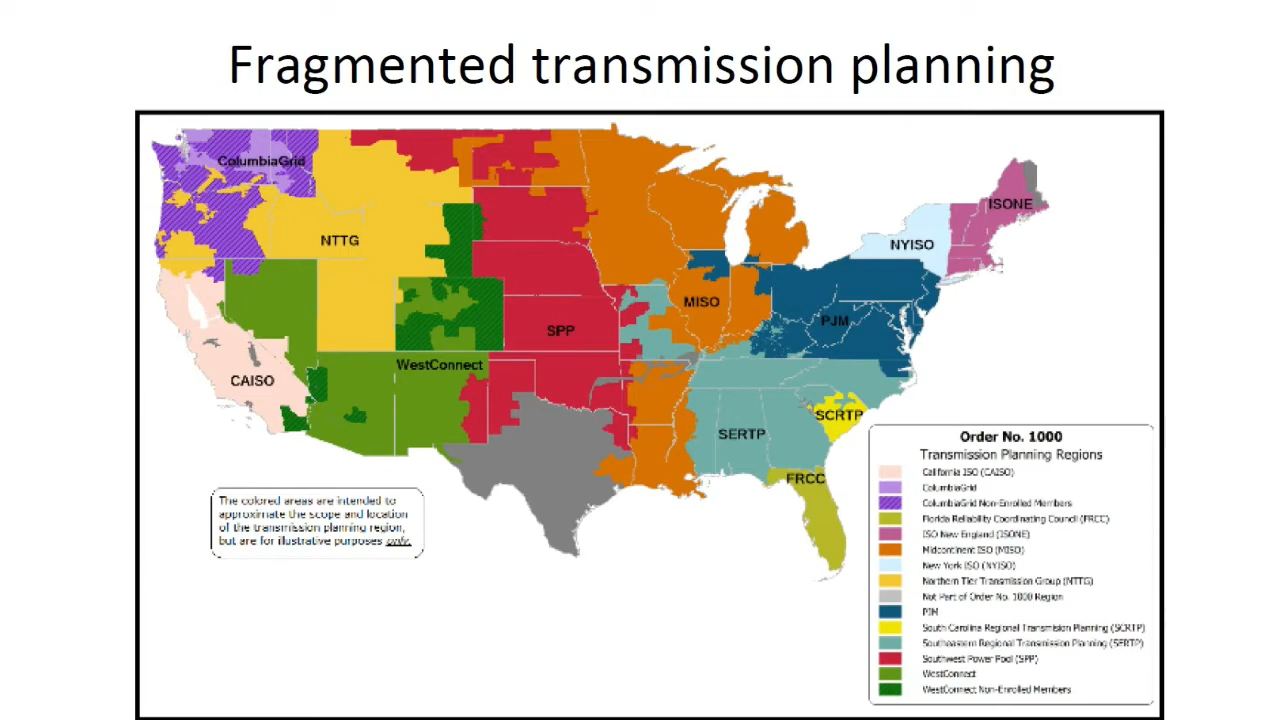 Fragmented transmission planning
ColumbiaGrid
ISONE
NYISO
NTTG
MISO
PJM
SPP
WestConnect
CAISO
SCRTP
SERTP
FRCC
The colored areas are intended to
approximate the scope and location
of the transmission planning region,
but are for illustrative purposes only.
Order No. 1000
Transmission Planning Regions
California ISO (CAISO)
ColumbiaGrid
ColumbiaGrid Non-Enrolled Members
Florida Reliability Coordinating Council (FRCC)
ISO New England (ISONE)
Midcontinent ISO (MISO)
New York ISO (NYISO)
Northern Tier Transmission Group (NTTG)
Not Part of Order No. 1000 Region
PJM
South Carolina Regional Transmision Planning (SCRTP)
Southeastern Regional Transmission Planning (SERTP)
Southwest Power Pool (SPP)
WestConnect
WestConnect Non-Enrolled Members